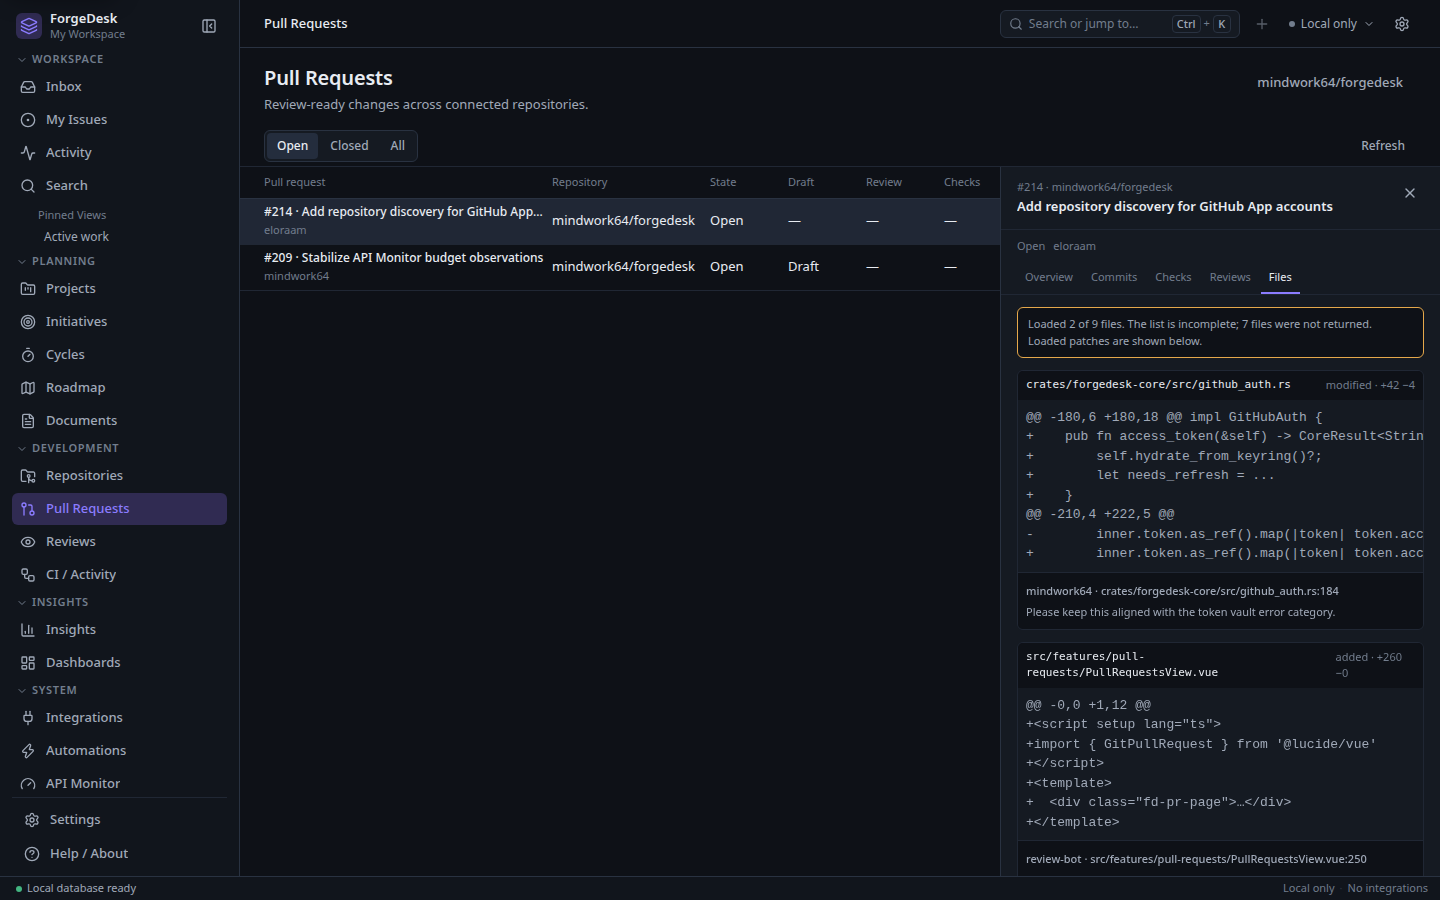 ForgeDesk
My Workspace
WORKSPACE
Inbox
My Issues
Activity
Search
Pinned Views
Active work
PLANNING
Projects
Initiatives
Cycles
Roadmap
Documents
DEVELOPMENT
Repositories
Pull Requests
Reviews
CI / Activity
INSIGHTS
Insights
Dashboards
SYSTEM
Integrations
Automations
API Monitor
Settings
Help / About
Pull Requests
Search or jump to... Ctrl + K
Local only
Pull Requests
Review-ready changes across connected repositories.
mindwork64/forgedesk
Open Closed All
Refresh
Pull request Repository State Draft Review Checks
#214 · Add repository discovery for GitHub App... mindwork64/forgedesk Open — — —
eloraam
#209 · Stabilize API Monitor budget observations mindwork64/forgedesk Open Draft — —
mindwork64
#214 · mindwork64/forgedesk
Add repository discovery for GitHub App accounts
Open eloraam
Overview Commits Checks Reviews Files
Loaded 2 of 9 files. The list is incomplete; 7 files were not returned.
Loaded patches are shown below.
crates/forgedesk-core/src/github_auth.rs modified · +42 −4
@@ -180,6 +180,18 @@ impl GitHubAuth {
+    pub fn access_token(&self) -> CoreResult<Strin
+        self.hydrate_from_keyring()?;
+        let needs_refresh = ...
+    }
@@ -210,4 +222,5 @@
-        inner.token.as_ref().map(|token| token.acc
+        inner.token.as_ref().map(|token| token.acc
mindwork64 · crates/forgedesk-core/src/github_auth.rs:184
Please keep this aligned with the token vault error category.
src/features/pull-
requests/PullRequestsView.vue
added · +260
−0
@@ -0,0 +1,12 @@
+<script setup lang="ts">
+import { GitPullRequest } from '@lucide/vue'
+</script>
+<template>
+  <div class="fd-pr-page">…</div>
+</template>
review-bot · src/features/pull-requests/PullRequestsView.vue:250
Local database ready
Local only · No integrations